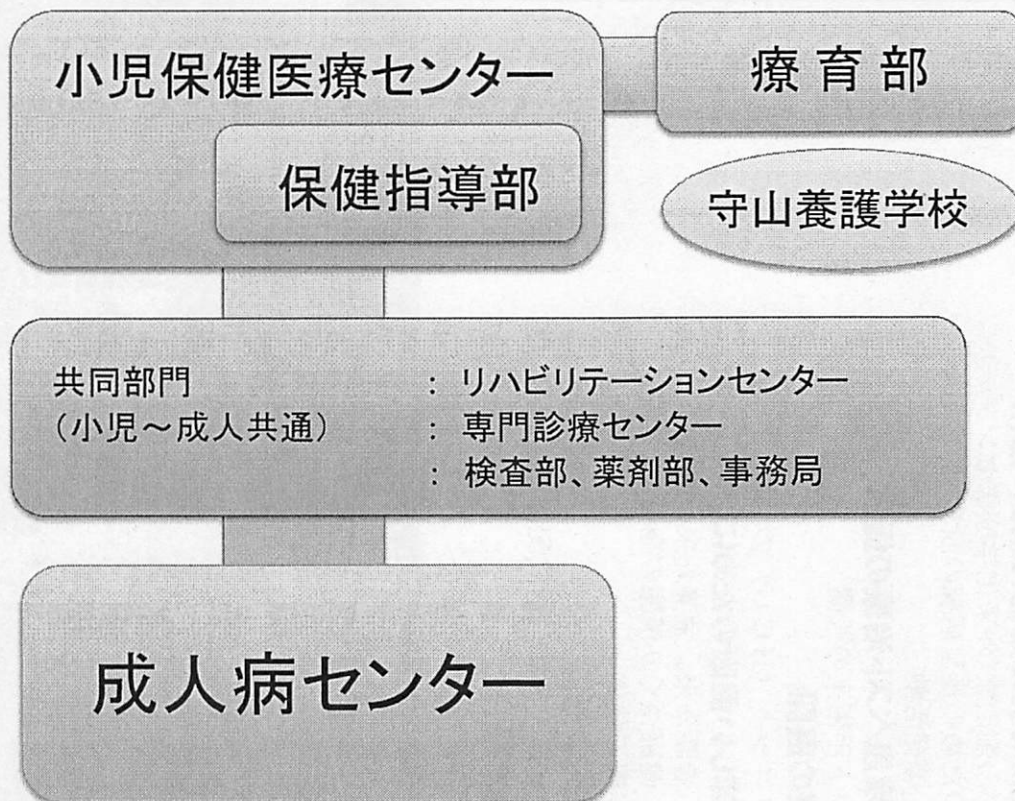 小児保健医療センター
療育部
保健指導部
守山養護学校
共同部門 : リハビリテーションセンター
(小児～成人共通) : 専門診療センター
: 検査部、薬剤部、事務局
成人病センター